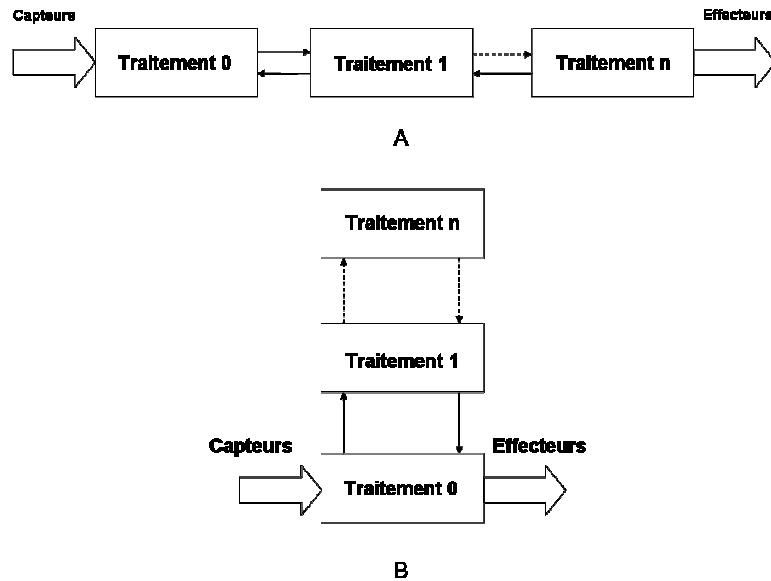 Capteurs
Effecteurs
Traitement 0
Traitement 1
Traitement n
A
Traitement n
Traitement 1
Capteurs
Effecteurs
Traitement 0
B